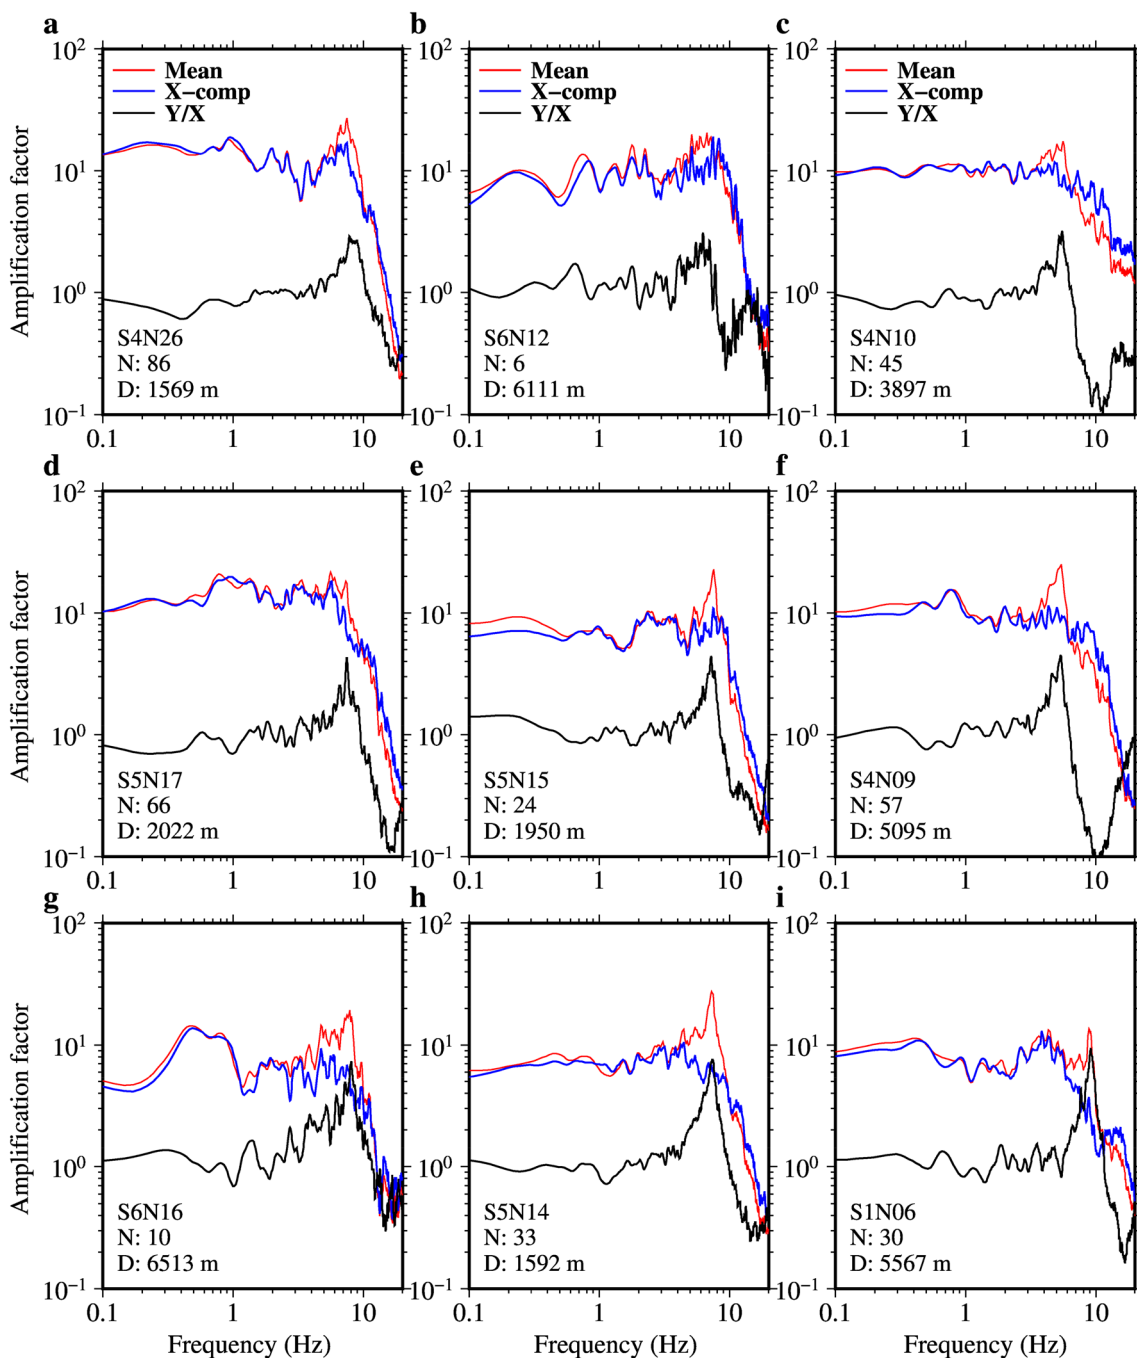 a
b
c
10²
10¹
10⁰
10⁻¹
Amplification factor
Mean
X−comp
Y/X
S4N26
N: 86
D: 1569 m
0.1
1
10
10²
10¹
10⁰
10⁻¹
Mean
X−comp
Y/X
S6N12
N: 6
D: 6111 m
0.1
1
10
10²
10¹
10⁰
10⁻¹
Mean
X−comp
Y/X
S4N10
N: 45
D: 3897 m
0.1
1
10
d
e
f
10²
10¹
10⁰
10⁻¹
Amplification factor
S5N17
N: 66
D: 2022 m
0.1
1
10
10²
10¹
10⁰
10⁻¹
S5N15
N: 24
D: 1950 m
0.1
1
10
10²
10¹
10⁰
10⁻¹
S4N09
N: 57
D: 5095 m
0.1
1
10
g
h
i
10²
10¹
10⁰
10⁻¹
Amplification factor
S6N16
N: 10
D: 6513 m
0.1
1
10
Frequency (Hz)
10²
10¹
10⁰
10⁻¹
S5N14
N: 33
D: 1592 m
0.1
1
10
Frequency (Hz)
10²
10¹
10⁰
10⁻¹
S1N06
N: 30
D: 5567 m
0.1
1
10
Frequency (Hz)